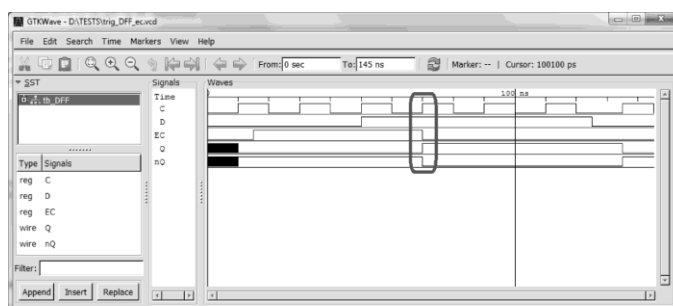 GTKWave - D:\TESTS\trig_DFF_ec.vcd
File Edit Search Time Markers View Help
From: 0 sec To: 145 ns Marker: -- | Cursor: 100100 ps
SST
tb_DFF
Type Signals
reg C
reg D
reg EC
wire Q
wire nQ
Filter:
Append Insert Replace
Signals
Time
C
D
EC
Q
nQ
Waves
100 ns